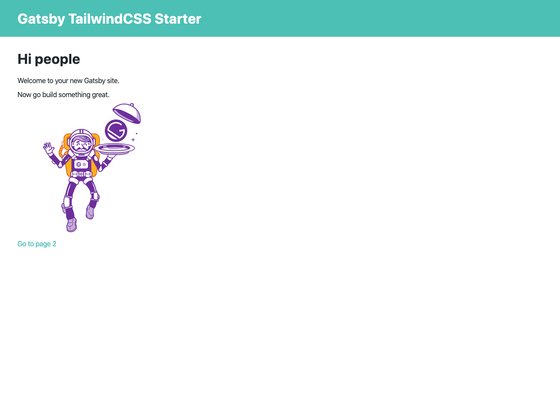 Gatsby TailwindCSS Starter
Hi people
Welcome to your new Gatsby site.
Now go build something great.
Go to page 2